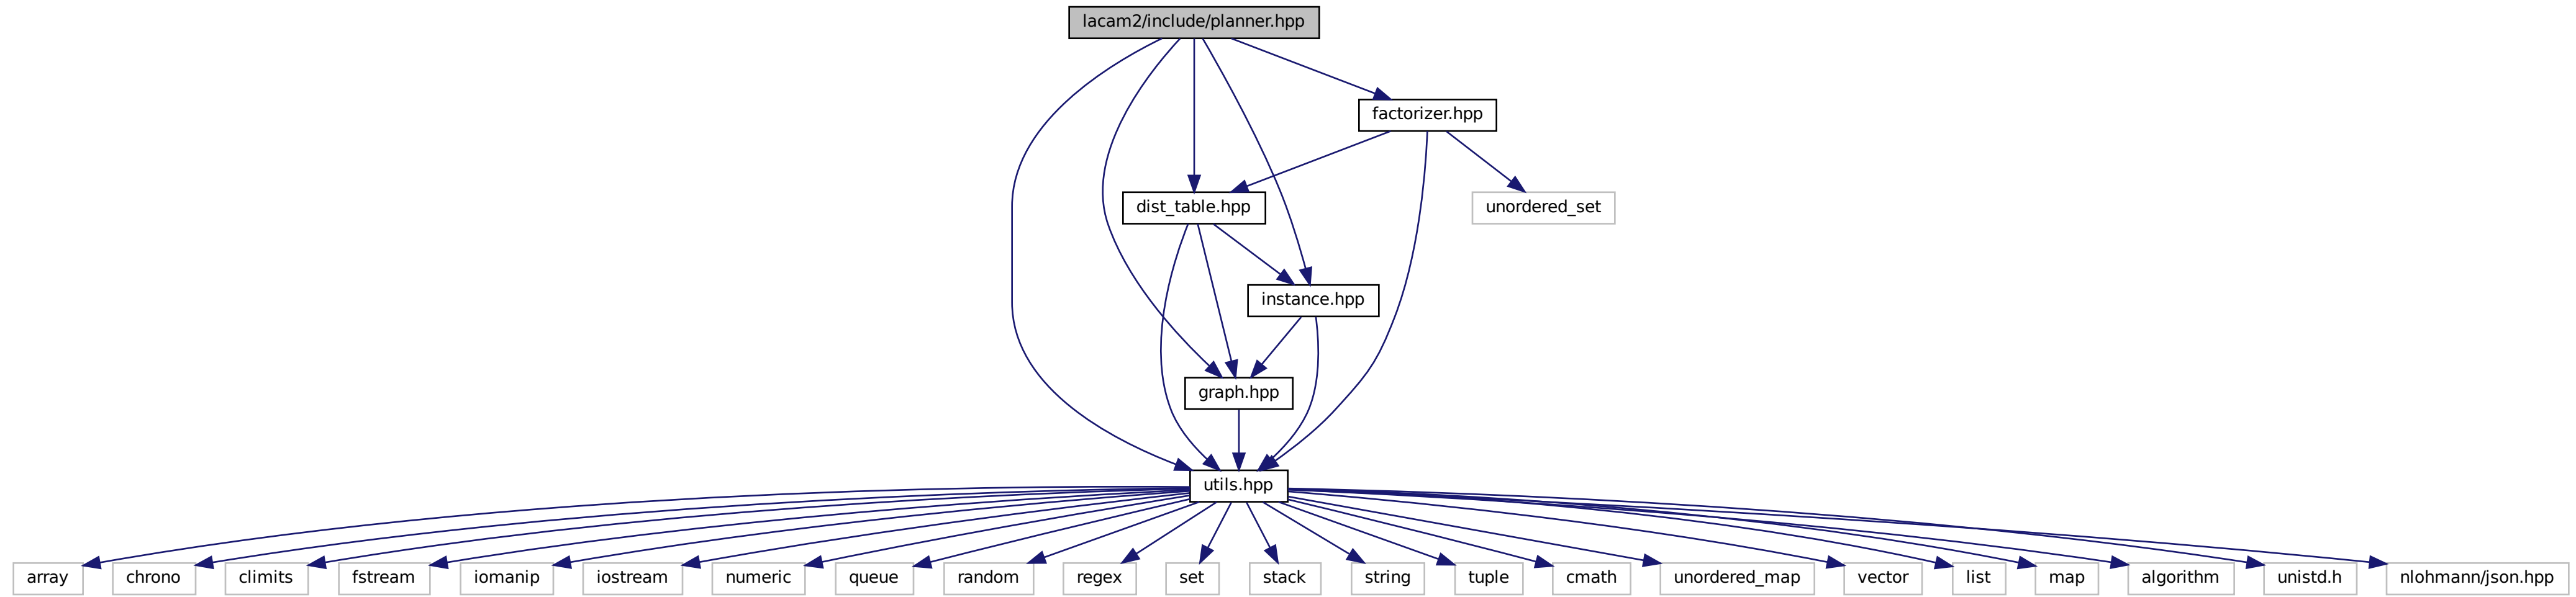 lacam2/include/planner.hpp
factorizer.hpp
dist_table.hpp
unordered_set
instance.hpp
graph.hpp
utils.hpp
array
chrono
climits
fstream
iomanip
iostream
numeric
queue
random
regex
set
stack
string
tuple
cmath
unordered_map
vector
list
map
algorithm
unistd.h
nlohmann/json.hpp